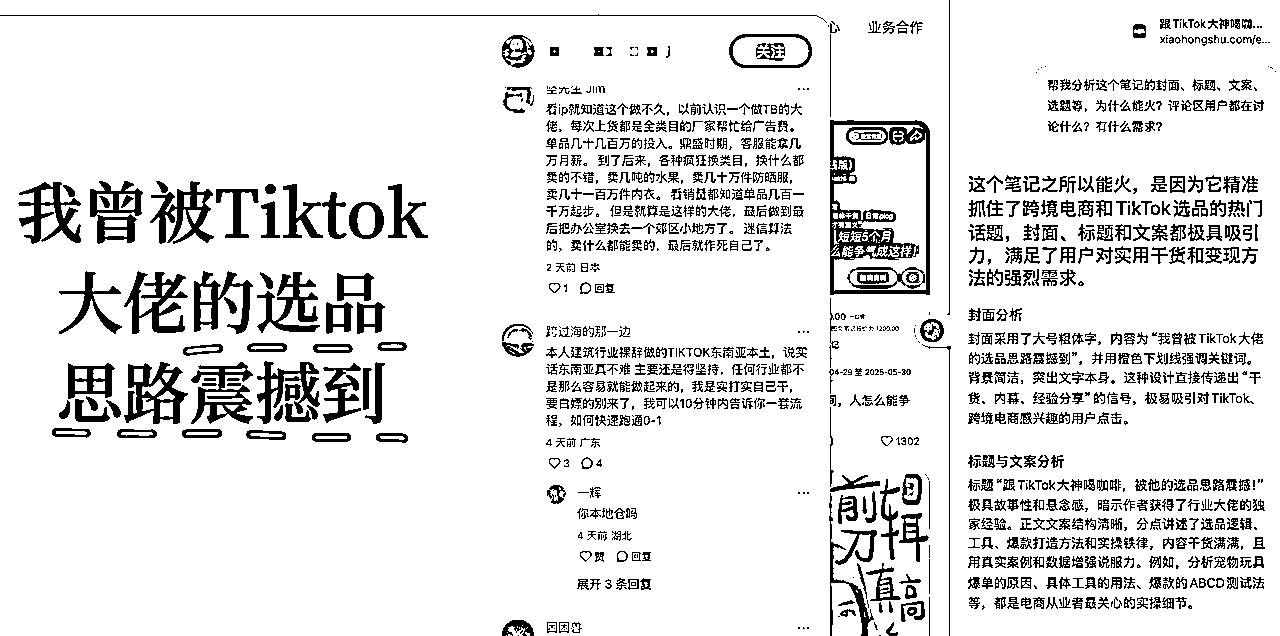 我曾被Tiktok
大佬的选品
思路震撼到
关注
Jim
看ip就知道这个做不久，以前认识一个做TB的大
佬，每次上货都是全类目的厂家帮忙给广告费。
单品几十几百万的投入。鼎盛时期，客服能拿几
万月薪。到了后来，各种疯狂换类目，换什么都
卖的不错，卖几吨的水果，卖几十万件防晒服，
卖几十一百万件内衣。看销量都知道单品几百一
千万起步。但是就算是这样的大佬，最后做到最
后把办公室换去一个郊区小地方了。迷信算法
的，卖什么都能卖的，最后就作死自己了。
2 天前 日本
1 回复
跨过海的那一边
本人建筑行业裸辞做的TIKTOK东南亚本土，说实
话东南亚真不难 主要还是得坚持，任何行业都不
是那么容易就能做起来的，我是实打实自己干，
要白嫖的别来了，我可以10分钟内告诉你一套流
程，如何快速跑通0-1
4 天前 广东
3 4
一辉
你本地仓吗
4 天前 湖北
赞 回复
展开 3 条回复
因因兽
心 业务合作
短短5个月
么能争气成这样!
04-29 至 2025-05-30
司，人怎么能争
1302
剪
刀
真高
跟TikTok大神喝咖...
xiaohongshu.com/e...
帮我分析这个笔记的封面、标题、文案、
选题等，为什么能火？评论区用户都在讨
论什么？有什么需求？
这个笔记之所以能火，是因为它精准
抓住了跨境电商和TikTok选品的热门
话题，封面、标题和文案都极具吸引
力，满足了用户对实用干货和变现方
法的强烈需求。
封面分析
封面采用了大号粗体字，内容为“我曾被TikTok大佬
的选品思路震撼到”，并用橙色下划线强调关键词。
背景简洁，突出文字本身。这种设计直接传递出“干
货、内幕、经验分享”的信号，极易吸引对TikTok、
跨境电商感兴趣的用户点击。
标题与文案分析
标题“跟TikTok大神喝咖啡，被他的选品思路震撼！”
极具故事性和悬念感，暗示作者获得了行业大佬的独
家经验。正文文案结构清晰，分点讲述了选品逻辑、
工具、爆款打造方法和实操铁律，内容干货满满，且
用真实案例和数据增强说服力。例如，分析宠物玩具
爆单的原因、具体工具的用法、爆款的ABCD测试法
等，都是电商从业者最关心的实操细节。